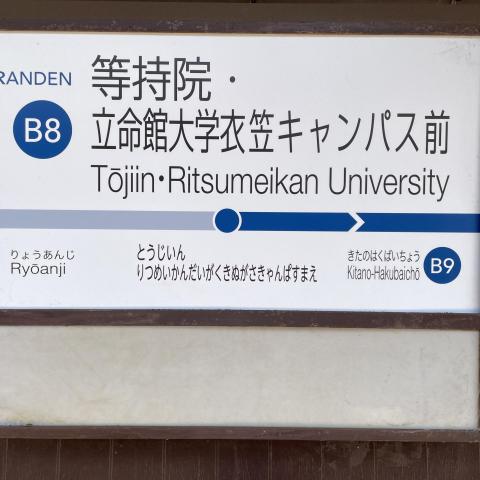 RANDEN
B8
等持院・
立命館大学衣笠キャンパス前
Tōjiin・Ritsumeikan University
りょうあんじ
Ryōanji
とうじいん
りつめいかんだいがくきぬがさきゃんぱすまえ
きたのはくばいちょう
Kitano-Hakubaichō
B9